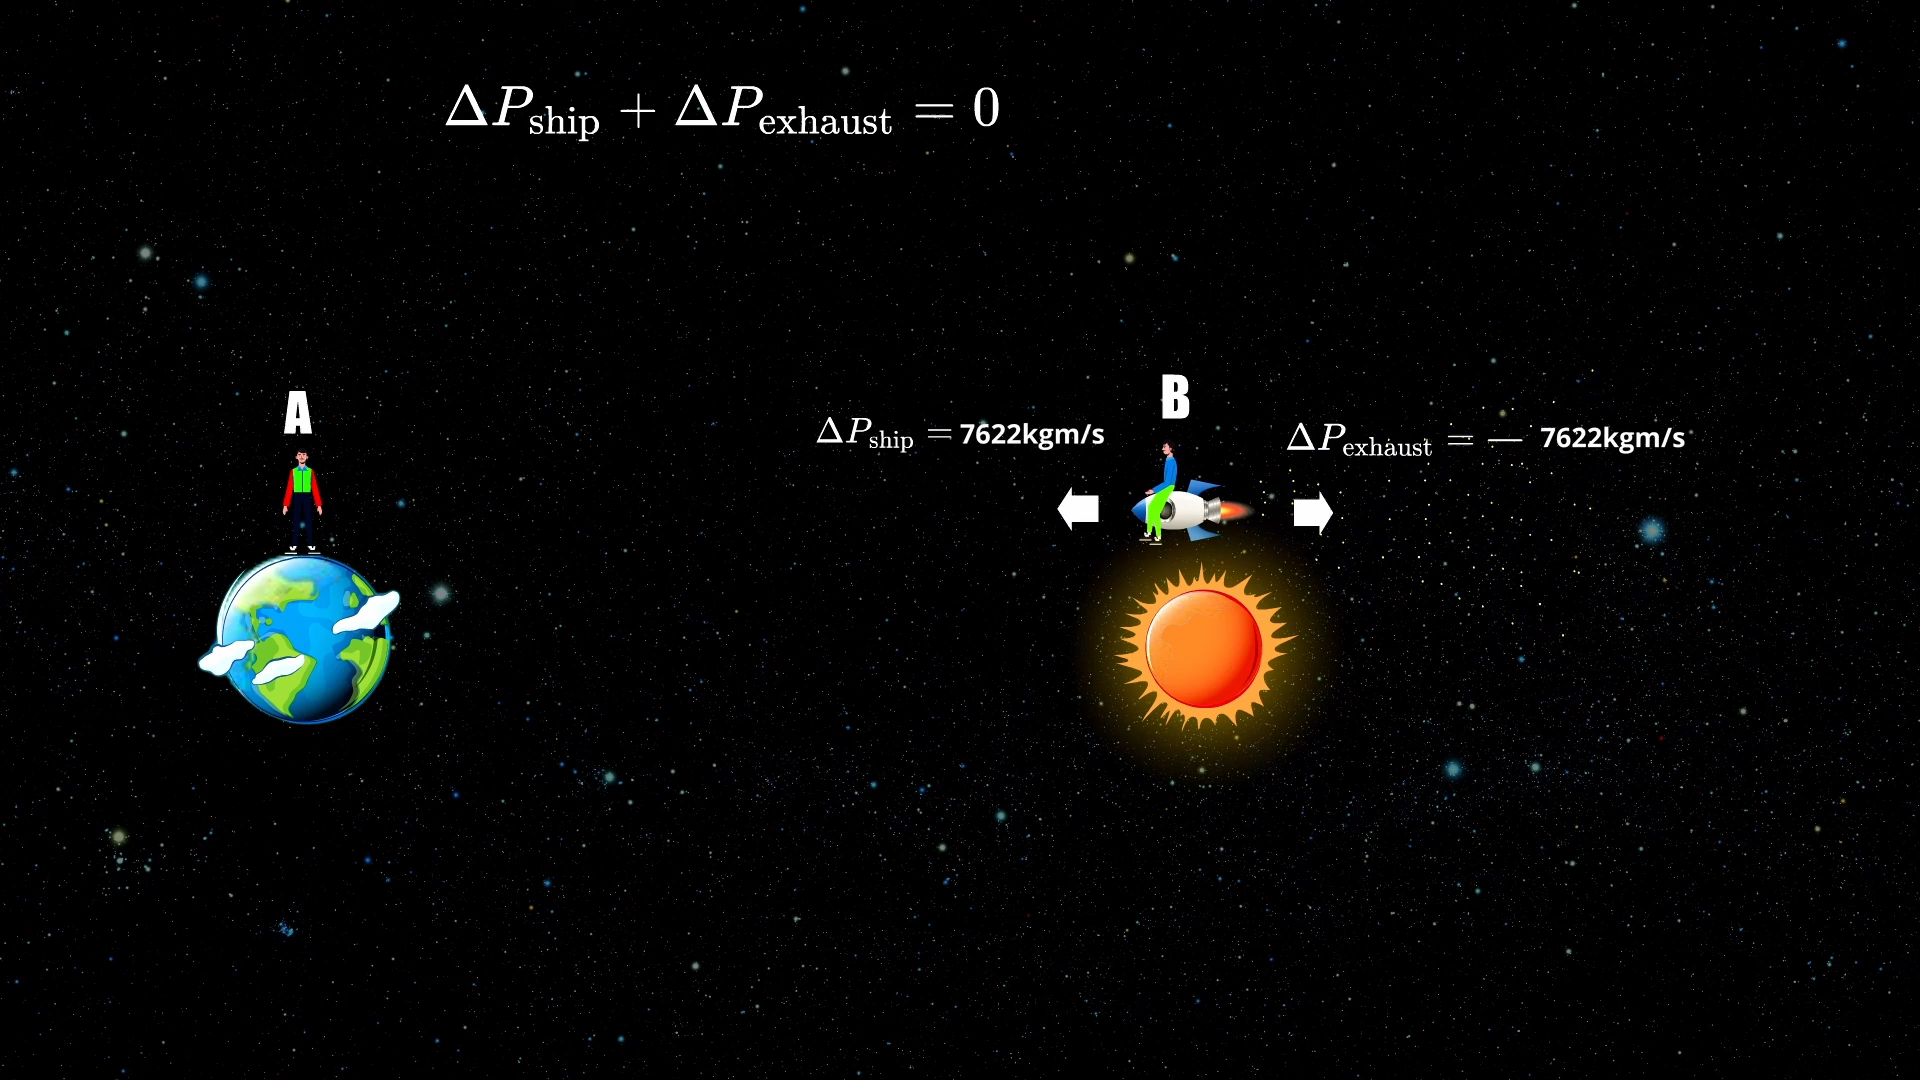 ΔP_ship + ΔP_exhaust = 0
B
A
ΔP_ship = 7622kgm/s
ΔP_exhaust = — 7622kgm/s